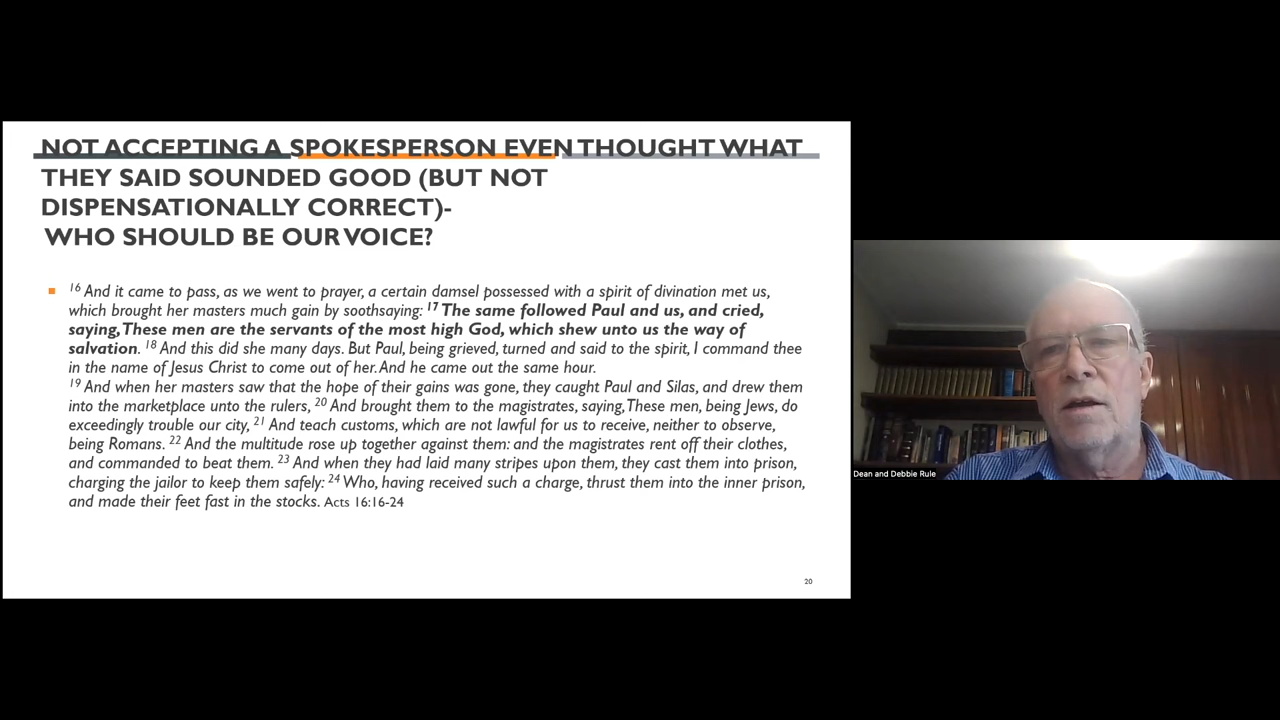 NOT ACCEPTING A SPOKESPERSON EVEN THOUGHT WHAT
THEY SAID SOUNDED GOOD (BUT NOT
DISPENSATIONALLY CORRECT)-
WHO SHOULD BE OUR VOICE?
16 And it came to pass, as we went to prayer, a certain damsel possessed with a spirit of divination met us,
which brought her masters much gain by soothsaying: 17 The same followed Paul and us, and cried,
saying, These men are the servants of the most high God, which shew unto us the way of
salvation. 18 And this did she many days. But Paul, being grieved, turned and said to the spirit, I command thee
in the name of Jesus Christ to come out of her. And he came out the same hour.
19 And when her masters saw that the hope of their gains was gone, they caught Paul and Silas, and drew them
into the marketplace unto the rulers, 20 And brought them to the magistrates, saying, These men, being Jews, do
exceedingly trouble our city, 21 And teach customs, which are not lawful for us to receive, neither to observe,
being Romans. 22 And the multitude rose up together against them: and the magistrates rent off their clothes,
and commanded to beat them. 23 And when they had laid many stripes upon them, they cast them into prison,
charging the jailor to keep them safely: 24 Who, having received such a charge, thrust them into the inner prison,
and made their feet fast in the stocks. Acts 16:16-24
20
Dean and Debbie Rule